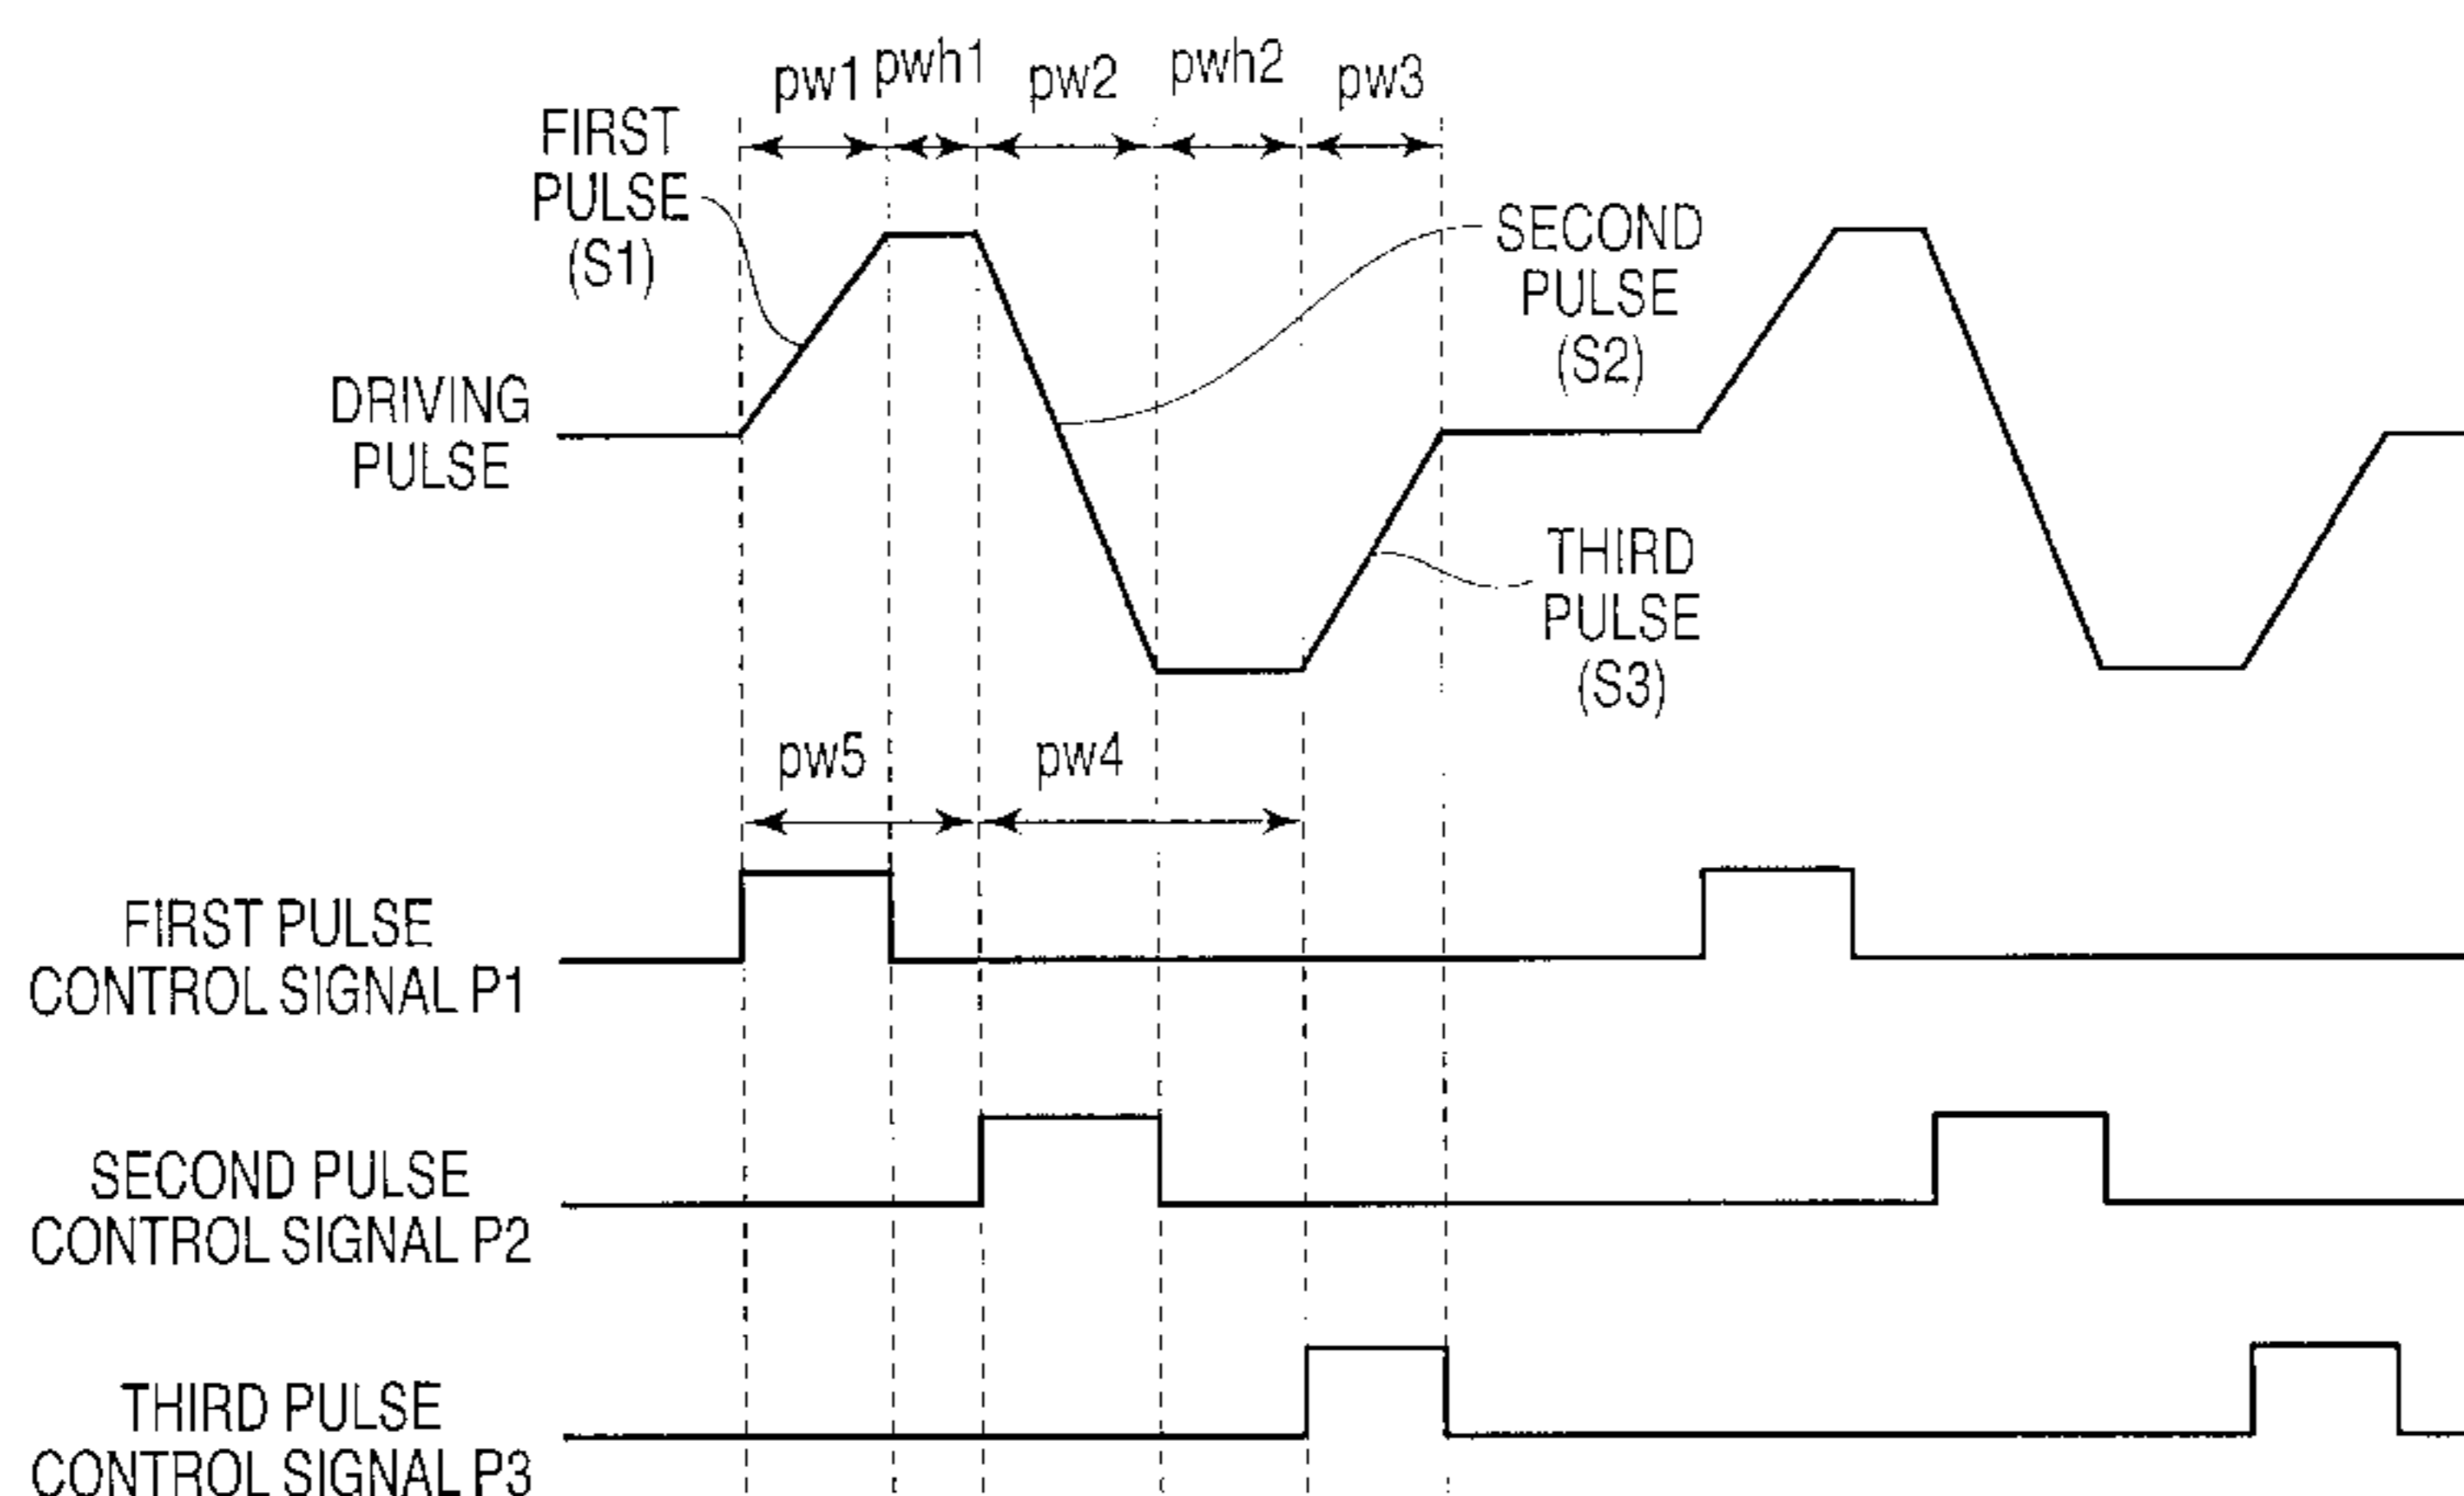 pw1 pwh1 pw2 pwh2 pw3
FIRST
PULSE
(S1)
SECOND
PULSE
(S2)
DRIVING
PULSE
THIRD
PULSE
(S3)
pw5 pw4
FIRST PULSE
CONTROL SIGNAL P1
SECOND PULSE
CONTROL SIGNAL P2
THIRD PULSE
CONTROL SIGNAL P3